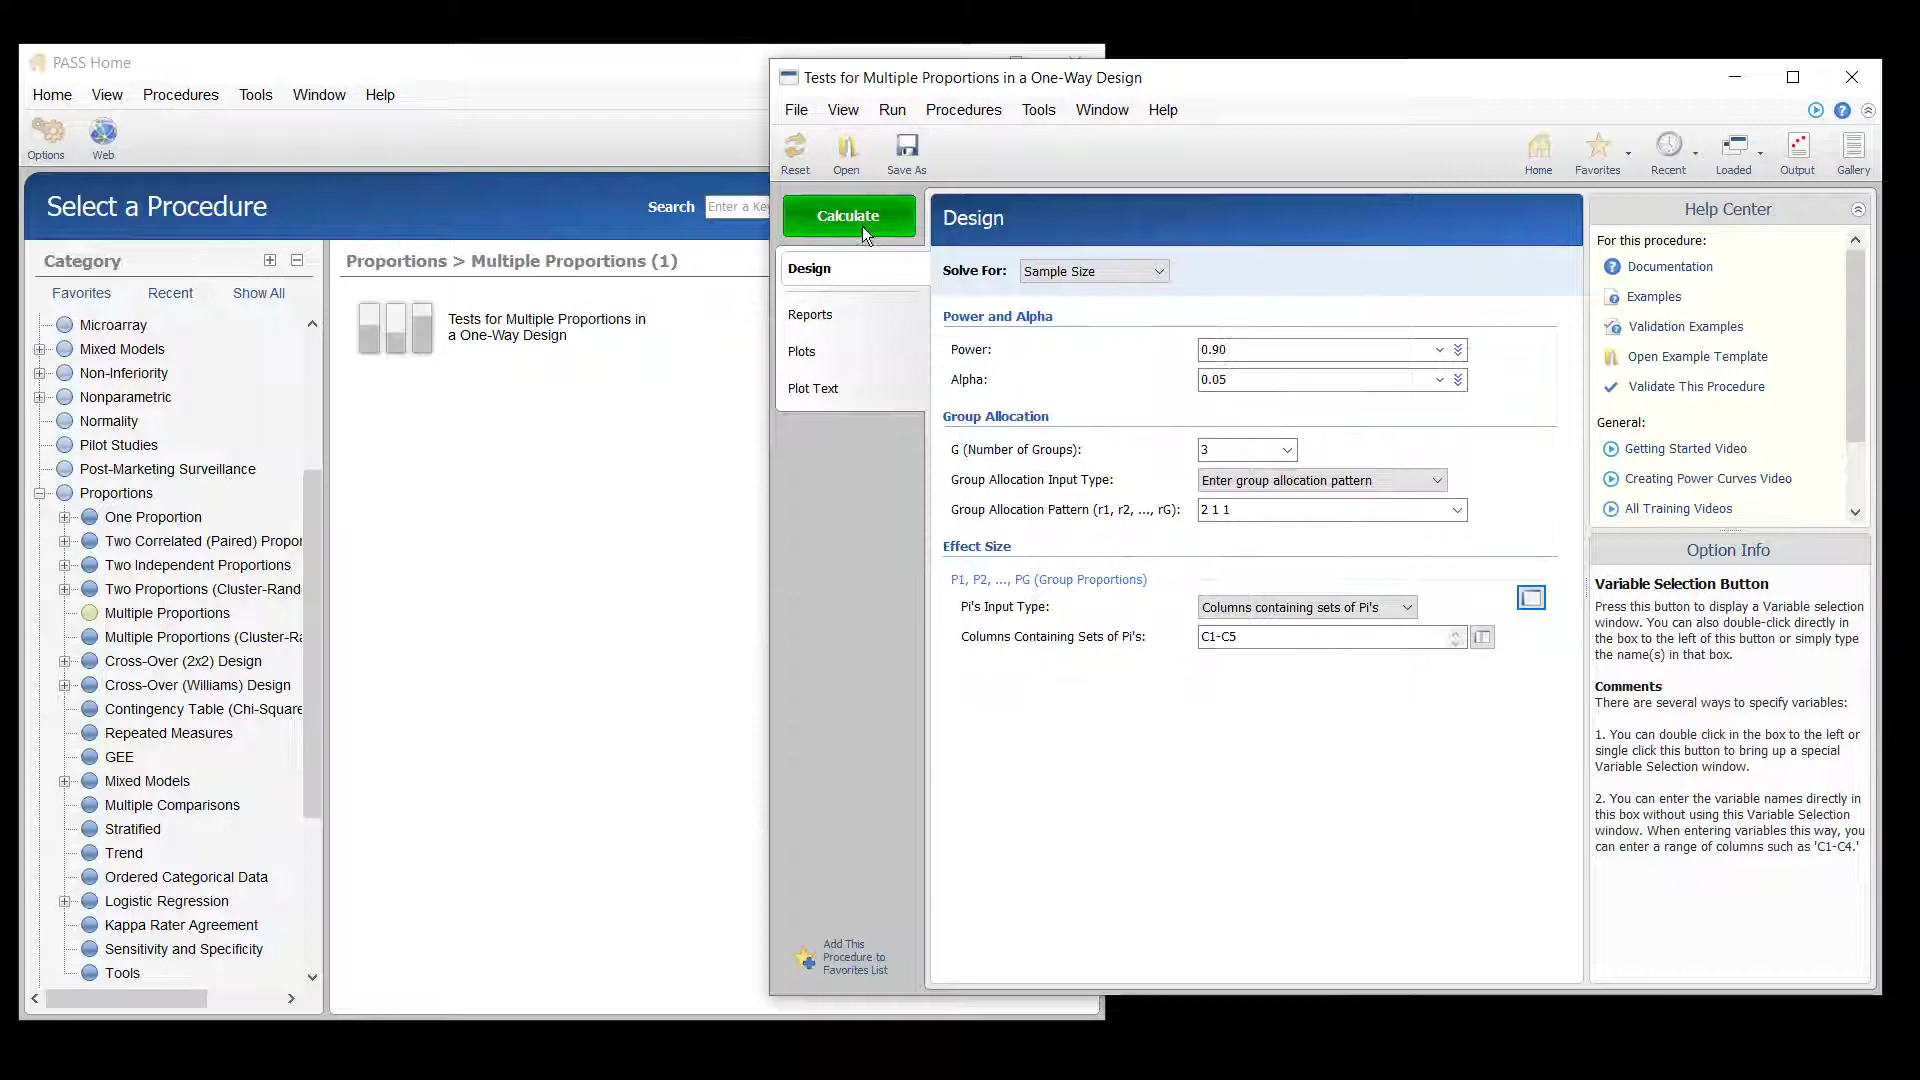 PASS Home
Home View Procedures Tools Window Help
Options Web
Select a Procedure
Search Enter a Key
Category
Favorites Recent Show All
Microarray
Mixed Models
Non-Inferiority
Nonparametric
Normality
Pilot Studies
Post-Marketing Surveillance
Proportions
One Proportion
Two Correlated (Paired) Propor
Two Independent Proportions
Two Proportions (Cluster-Rand
Multiple Proportions
Multiple Proportions (Cluster-Ra
Cross-Over (2x2) Design
Cross-Over (Williams) Design
Contingency Table (Chi-Square
Repeated Measures
GEE
Mixed Models
Multiple Comparisons
Stratified
Trend
Ordered Categorical Data
Logistic Regression
Kappa Rater Agreement
Sensitivity and Specificity
Tools
Proportions > Multiple Proportions (1)
Tests for Multiple Proportions in
a One-Way Design
Tests for Multiple Proportions in a One-Way Design
File View Run Procedures Tools Window Help
Reset Open Save As Home Favorites Recent Loaded Output Gallery
Calculate
Design
Reports
Plots
Plot Text
Add This
Procedure to
Favorites List
Design
Solve For: Sample Size
Power and Alpha
Power: 0.90
Alpha: 0.05
Group Allocation
G (Number of Groups): 3
Group Allocation Input Type: Enter group allocation pattern
Group Allocation Pattern (r1, r2, ..., rG): 2 1 1
Effect Size
P1, P2, ..., PG (Group Proportions)
Pi's Input Type: Columns containing sets of Pi's
Columns Containing Sets of Pi's: C1-C5
Help Center
For this procedure:
Documentation
Examples
Validation Examples
Open Example Template
Validate This Procedure
General:
Getting Started Video
Creating Power Curves Video
All Training Videos
Option Info
Variable Selection Button
Press this button to display a Variable selection
window. You can also double-click directly in
the box to the left of this button or simply type
the name(s) in that box.
Comments
There are several ways to specify variables:
1. You can double click in the box to the left or
single click this button to bring up a special
Variable Selection window.
2. You can enter the variable names directly in
this box without using this Variable Selection
window. When entering variables this way, you
can enter a range of columns such as 'C1-C4.'